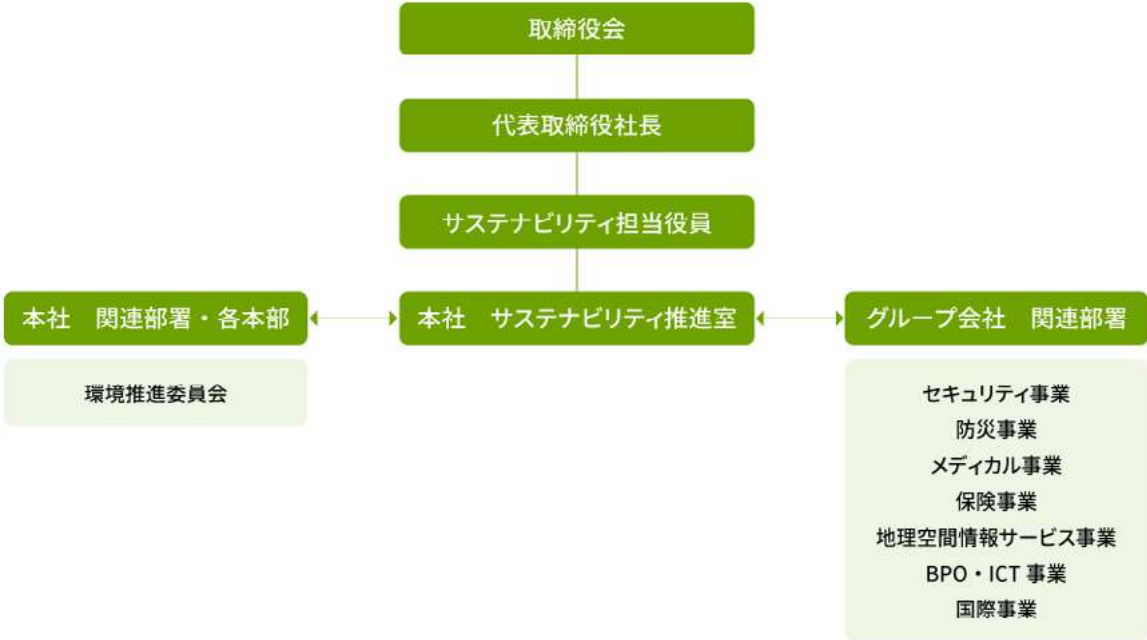 取締役会
代表取締役社長
サステナビリティ担当役員
本社　関連部署・各本部
本社　サステナビリティ推進室
グループ会社　関連部署
環境推進委員会
セキュリティ事業
防災事業
メディカル事業
保険事業
地理空間情報サービス事業
BPO・ICT 事業
国際事業